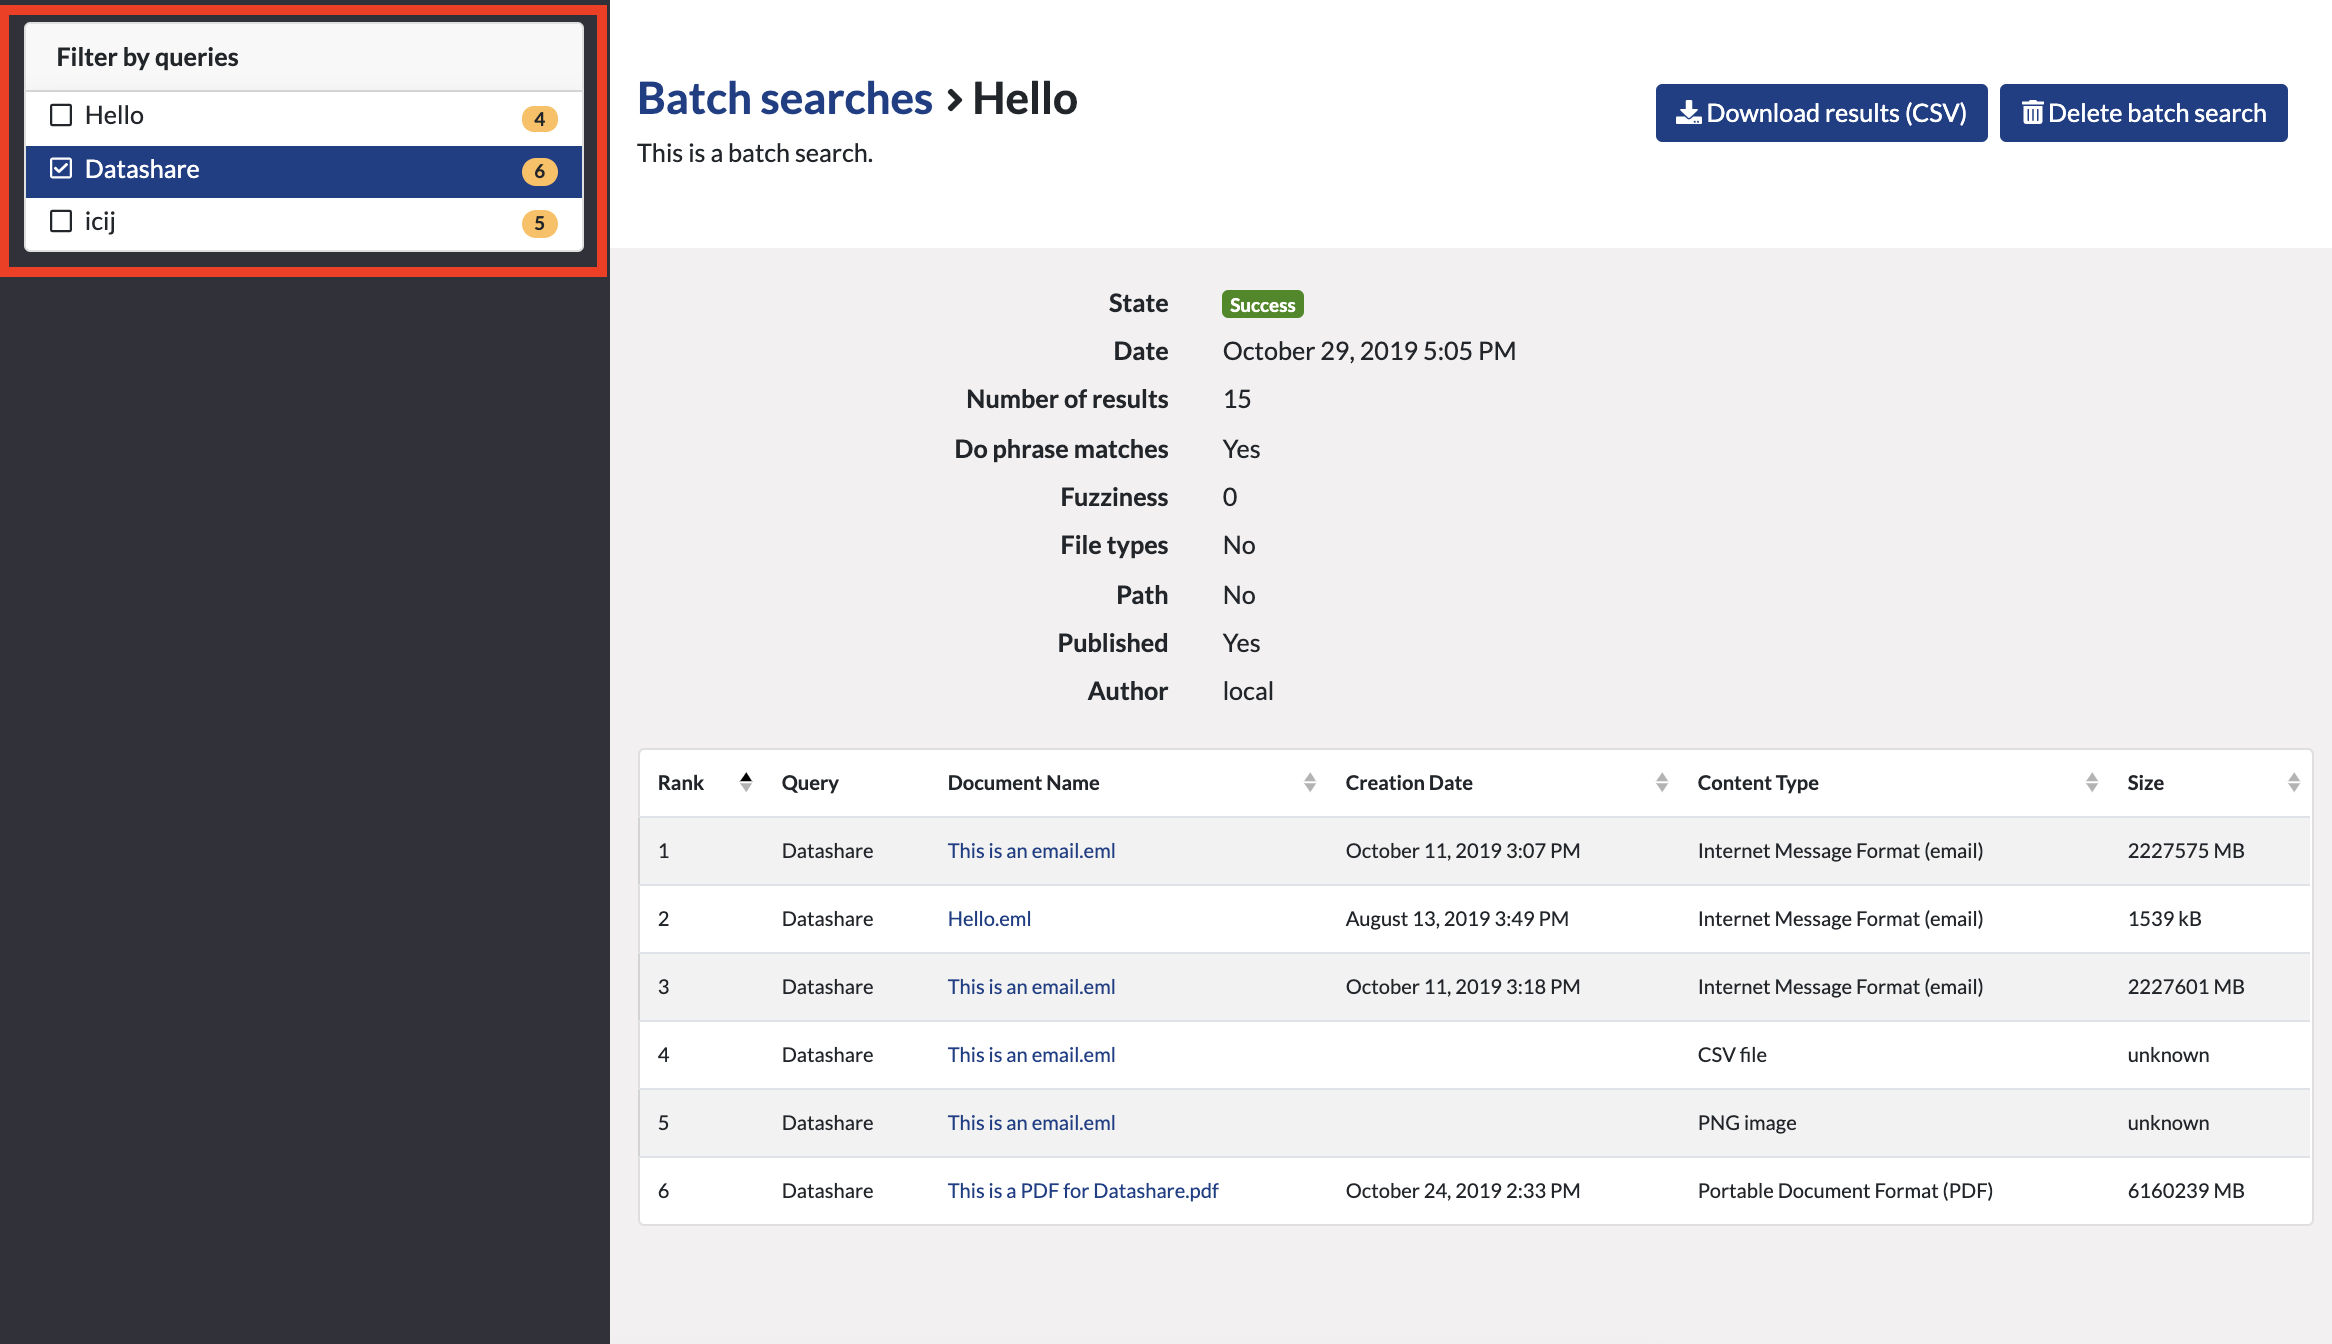 Filter by queries
Hello 4
Datashare 6
icij 5
Batch searches › Hello
This is a batch search.
Download results (CSV)
Delete batch search
State Success
Date October 29, 2019 5:05 PM
Number of results 15
Do phrase matches Yes
Fuzziness 0
File types No
Path No
Published Yes
Author local
Rank Query Document Name Creation Date Content Type Size
1 Datashare This is an email.eml October 11, 2019 3:07 PM Internet Message Format (email) 2227575 MB
2 Datashare Hello.eml August 13, 2019 3:49 PM Internet Message Format (email) 1539 kB
3 Datashare This is an email.eml October 11, 2019 3:18 PM Internet Message Format (email) 2227601 MB
4 Datashare This is an email.eml CSV file unknown
5 Datashare This is an email.eml PNG image unknown
6 Datashare This is a PDF for Datashare.pdf October 24, 2019 2:33 PM Portable Document Format (PDF) 6160239 MB